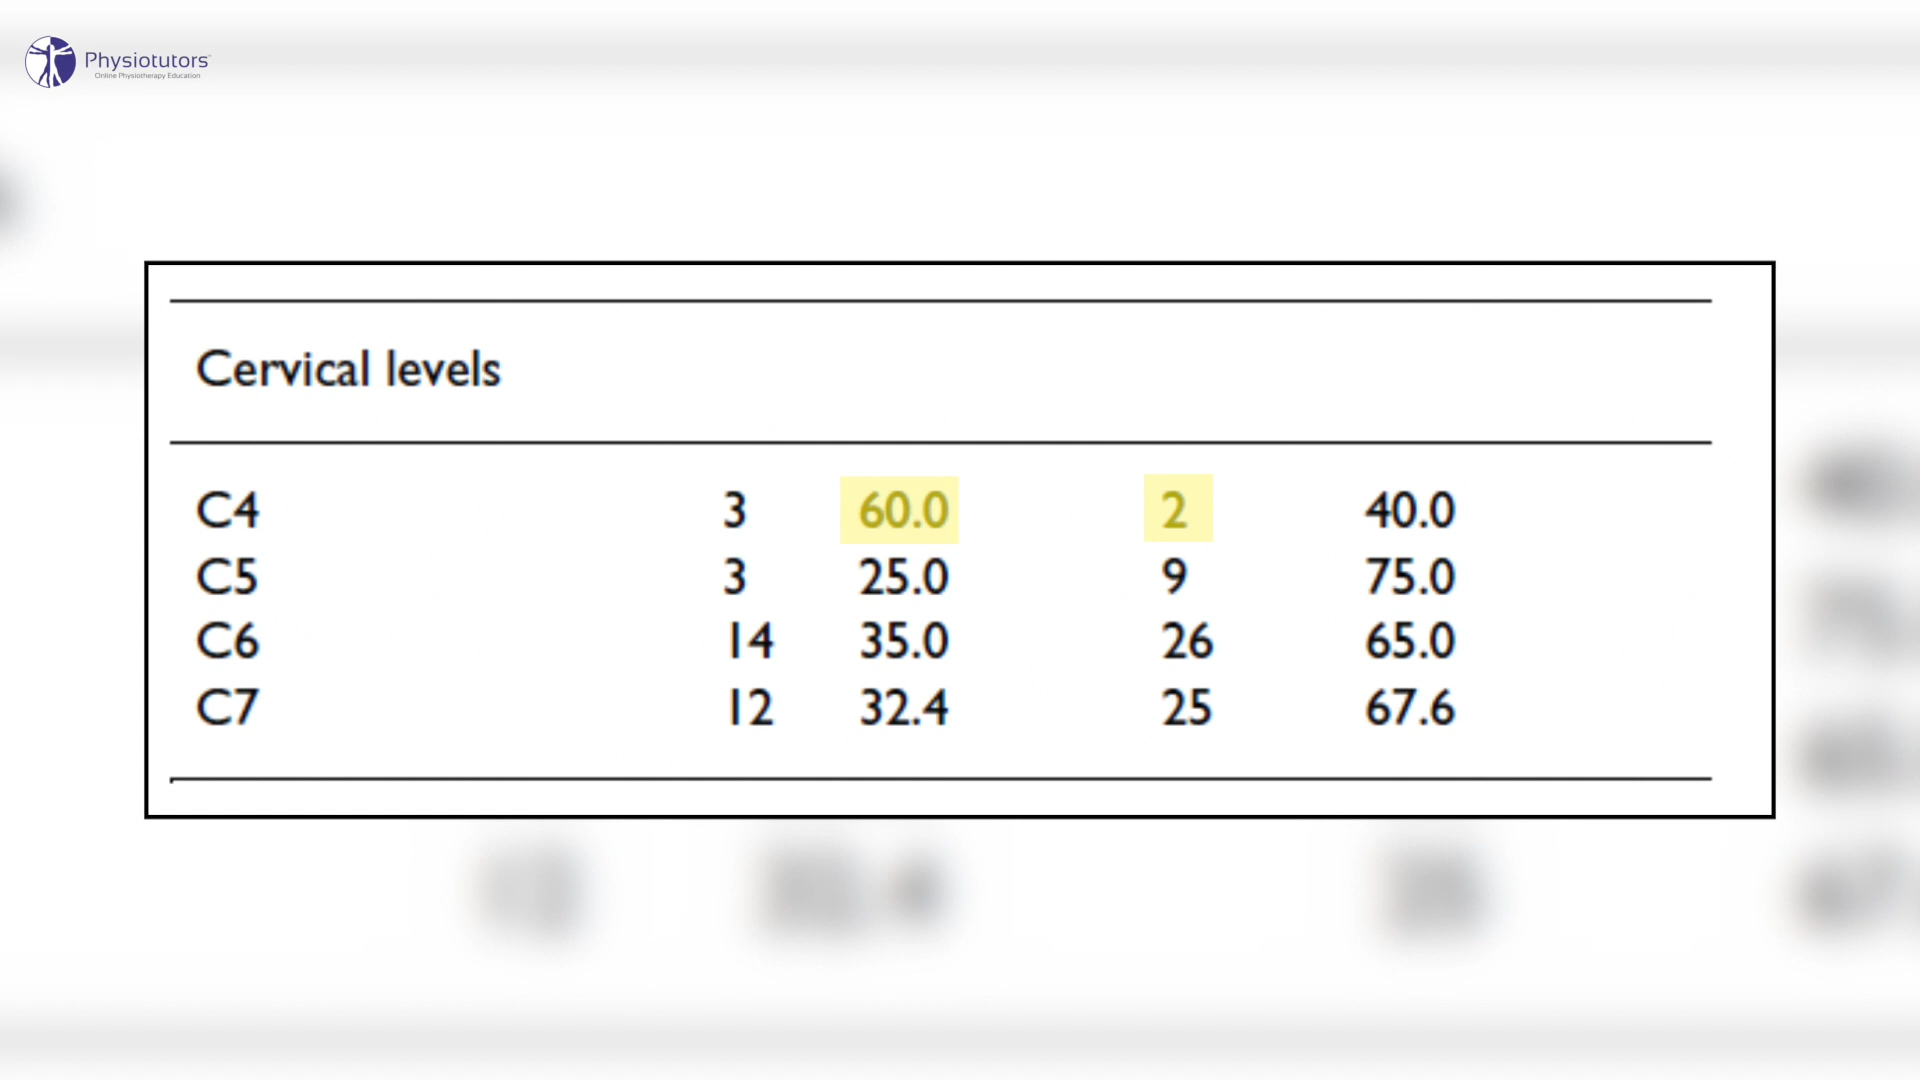 Physiotutors
Online Physiotherapy Education
Cervical levels
C4 3 60.0 2 40.0
C5 3 25.0 9 75.0
C6 14 35.0 26 65.0
C7 12 32.4 25 67.6